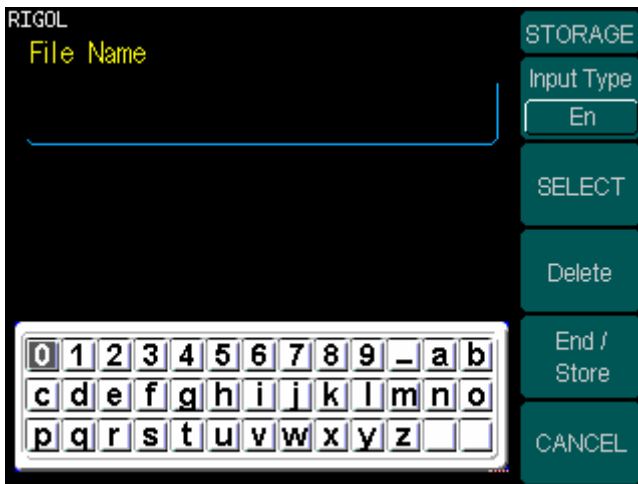 RIGOL
File Name
STORAGE
Input Type
En
SELECT
Delete
End /
Store
CANCEL
0 1 2 3 4 5 6 7 8 9 _ a b
c d e f g h i j k l m n o
p q r s t u v w x y z